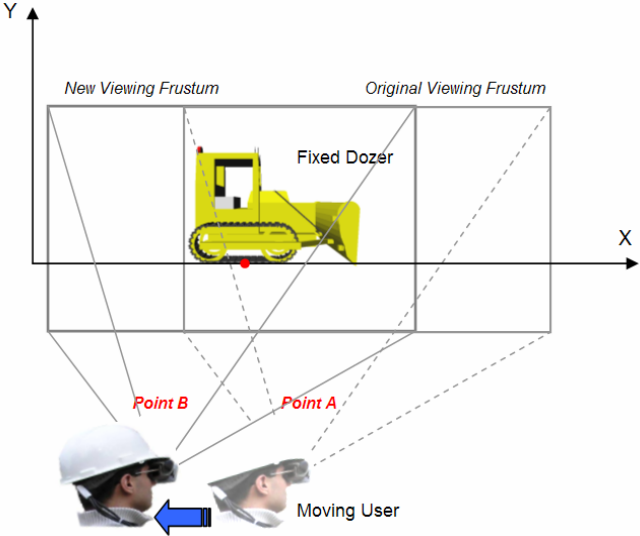 Y
New Viewing Frustum
Original Viewing Frustum
Fixed Dozer
X
Point B
Point A
Moving User